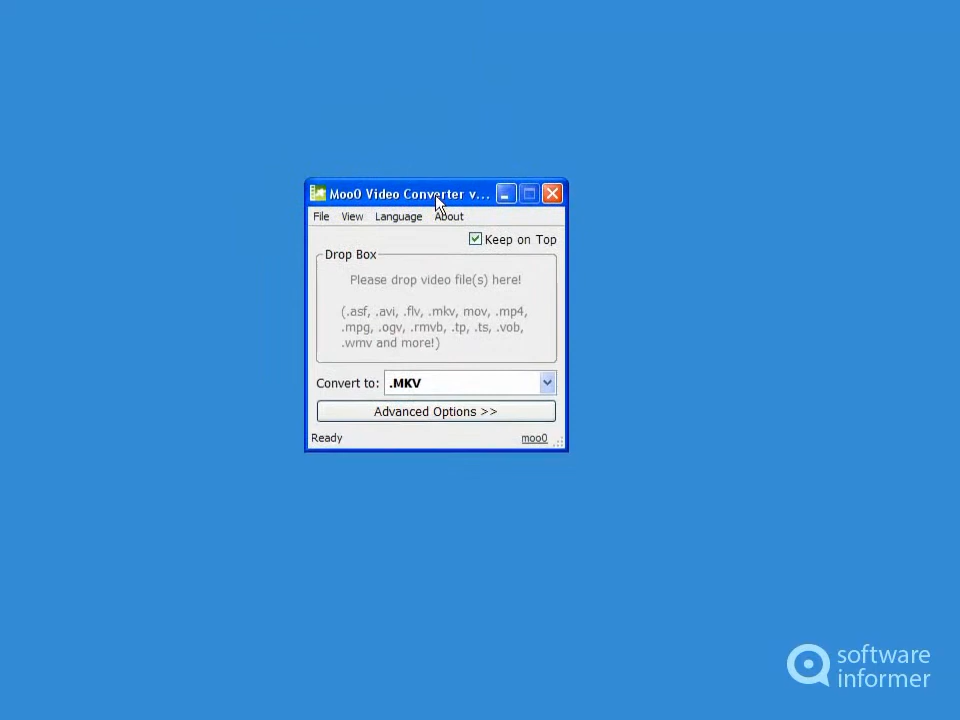 Moo0 Video Converter v...
File View Language About
Keep on Top
Drop Box
Please drop video file(s) here!
(.asf, .avi, .flv, .mkv, mov, .mp4,
.mpg, .ogv, .rmvb, .tp, .ts, .vob,
.wmv and more!)
Convert to: .MKV
Advanced Options >>
Ready moo0
software
informer